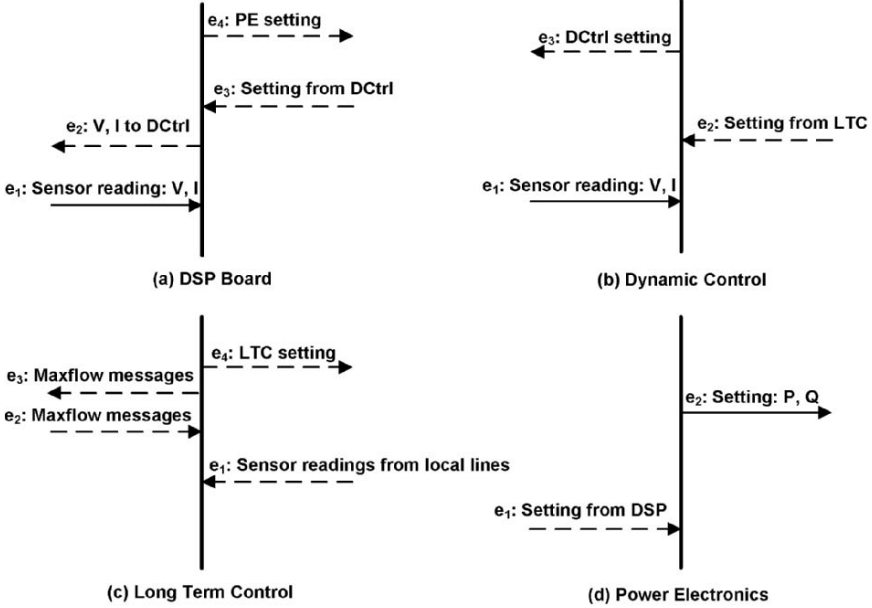 e₄: PE setting
e₃: Setting from DCtrl
e₂: V, I to DCtrl
e₁: Sensor reading: V, I
(a) DSP Board
e₃: DCtrl setting
e₂: Setting from LTC
e₁: Sensor reading: V, I
(b) Dynamic Control
e₄: LTC setting
e₃: Maxflow messages
e₂: Maxflow messages
e₁: Sensor readings from local lines
(c) Long Term Control
e₂: Setting: P, Q
e₁: Setting from DSP
(d) Power Electronics